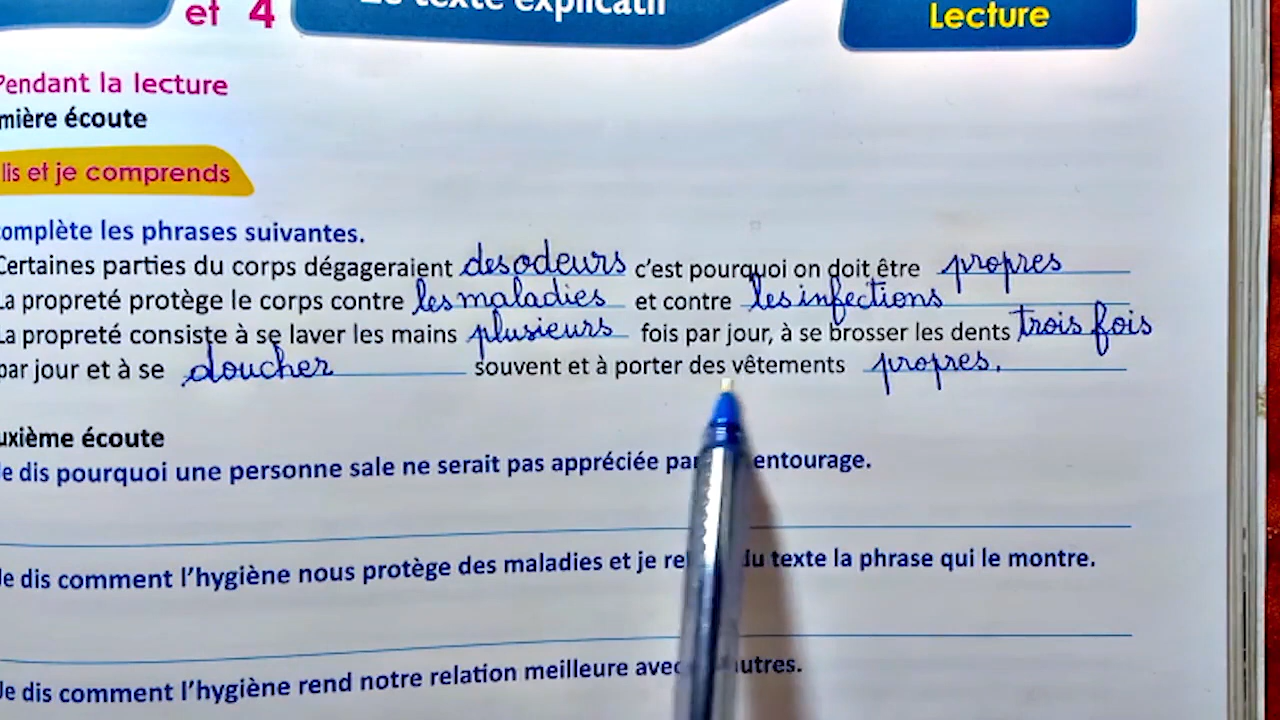 et 4 Le texte explicatif Lecture
Pendant la lecture
mière écoute
lis et je comprends
omplète les phrases suivantes.
Certaines parties du corps dégageraient des odeurs c'est pourquoi on doit être propres
La propreté protège le corps contre les maladies et contre les infections
La propreté consiste à se laver les mains plusieurs fois par jour, à se brosser les dents trois fois
par jour et à se doucher souvent et à porter des vêtements propres.
uxième écoute
Je dis pourquoi une personne sale ne serait pas appréciée par entourage.
Je dis comment l'hygiène nous protège des maladies et je re du texte la phrase qui le montre.
Je dis comment l'hygiène rend notre relation meilleure avec autres.